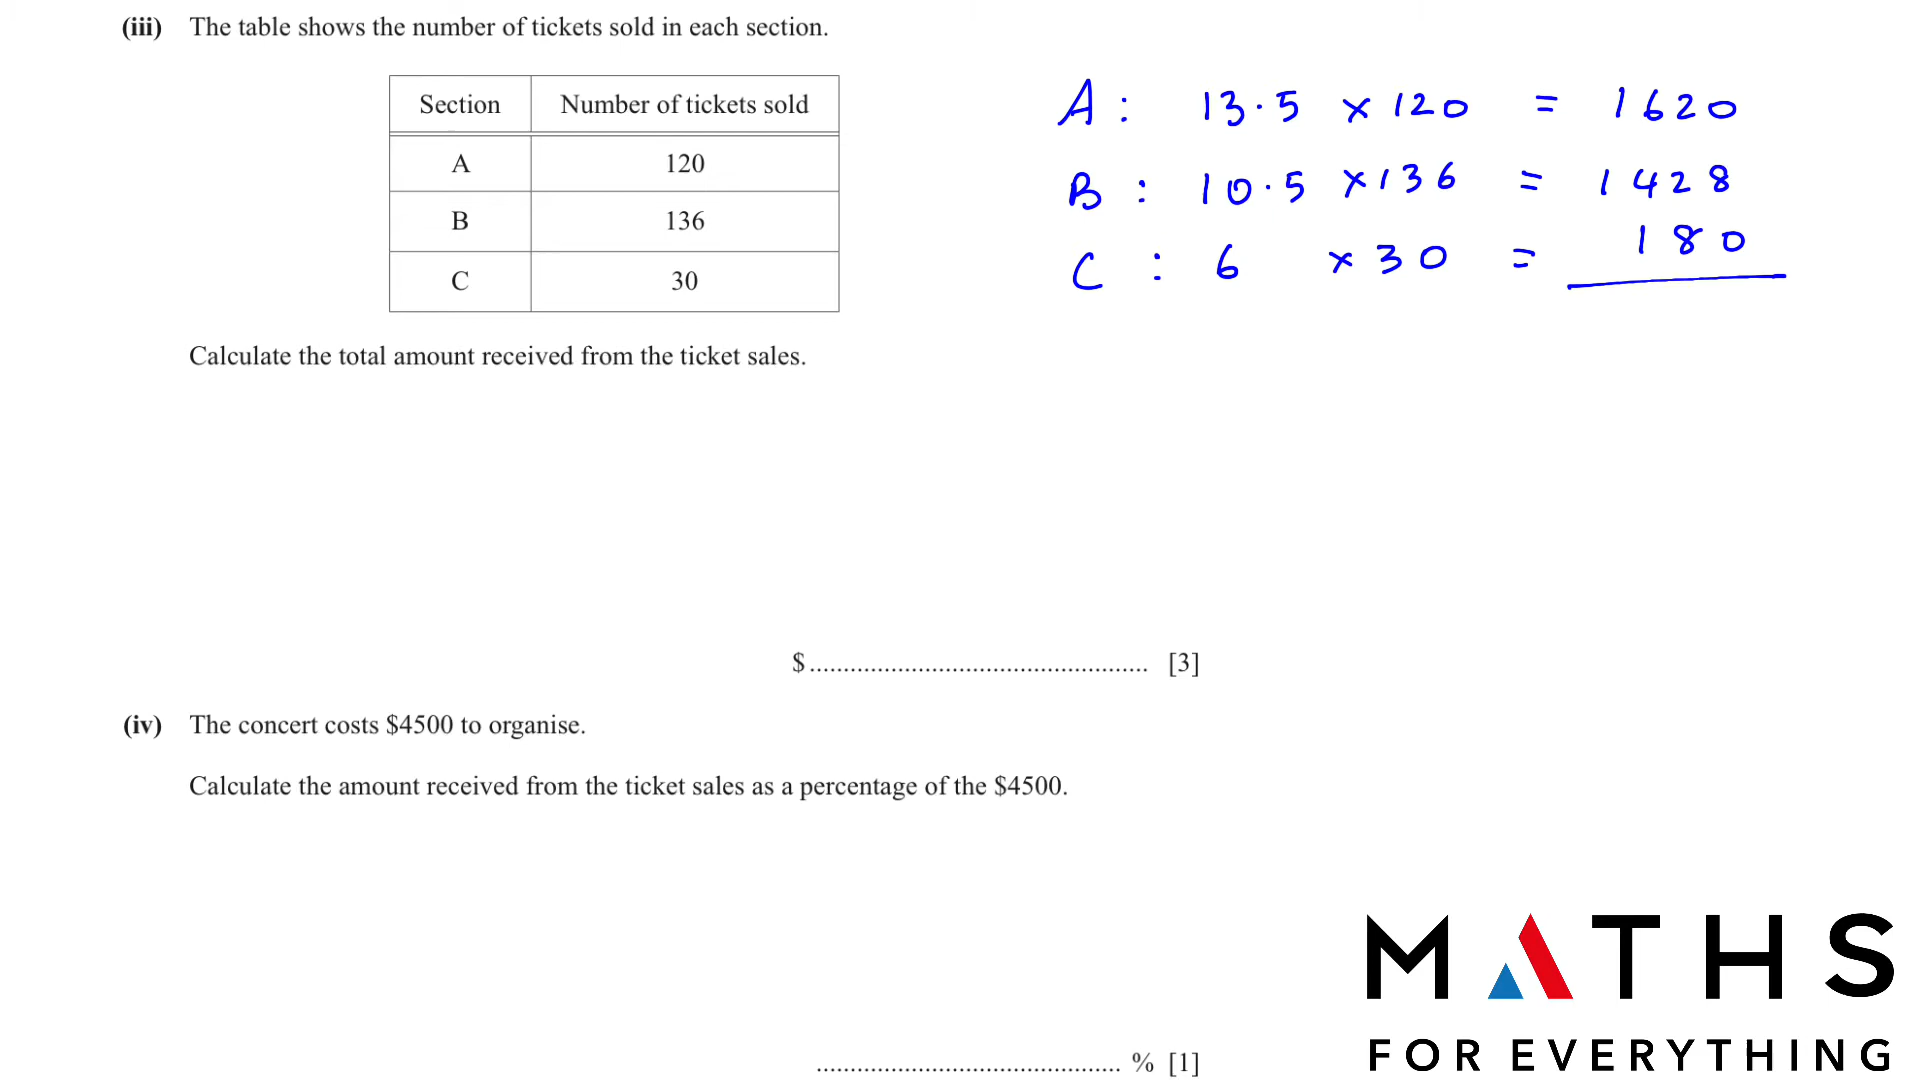 (iii) The table shows the number of tickets sold in each section.
Section Number of tickets sold
A 120
B 136
C 30
A : 13.5 × 120 = 1620
B : 10.5 × 136 = 1428
C : 6 × 30 = 180
Calculate the total amount received from the ticket sales.
$ .................................................. [3]
(iv) The concert costs $4500 to organise.
Calculate the amount received from the ticket sales as a percentage of the $4500.
............................................. % [1]
MATHS
FOR EVERYTHING